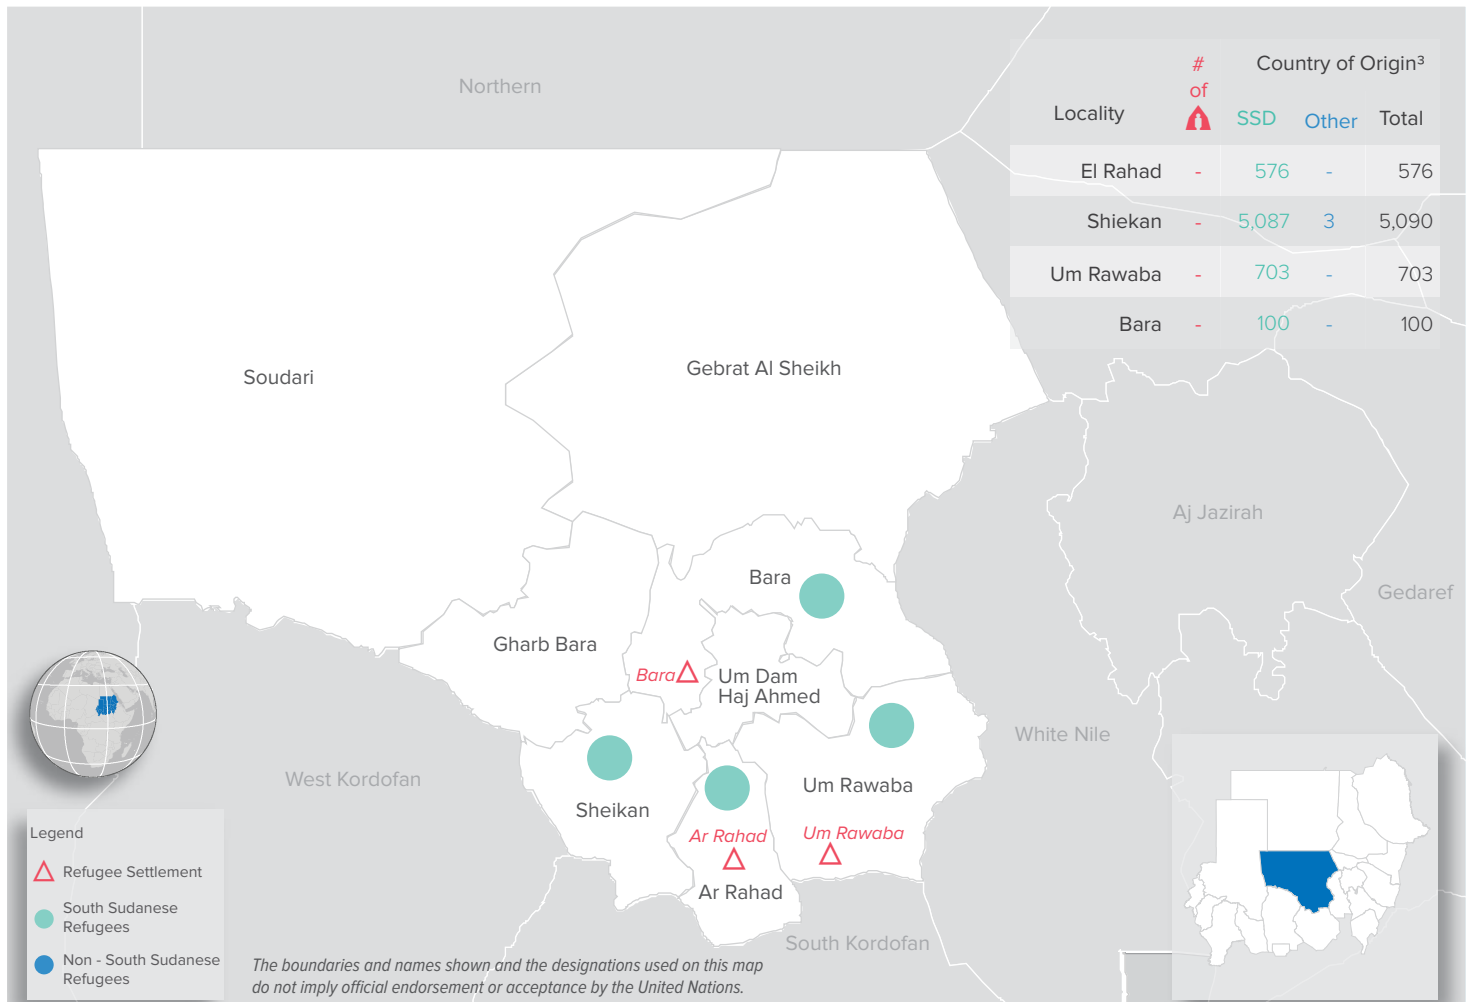 Northern
#
of
Country of Origin³
Locality
SSD
Other
Total
El Rahad - 576 - 576
Shiekan - 5,087 3 5,090
Um Rawaba - 703 - 703
Bara - 100 - 100
Soudari
Gebrat Al Sheikh
Aj Jazirah
Gedaref
Bara
Gharb Bara
Bara
Um Dam
Haj Ahmed
White Nile
West Kordofan
Um Rawaba
Sheikan
Ar Rahad
Um Rawaba
Ar Rahad
South Kordofan
Legend
Refugee Settlement
South Sudanese
Refugees
Non - South Sudanese
Refugees
The boundaries and names shown and the designations used on this map
do not imply official endorsement or acceptance by the United Nations.